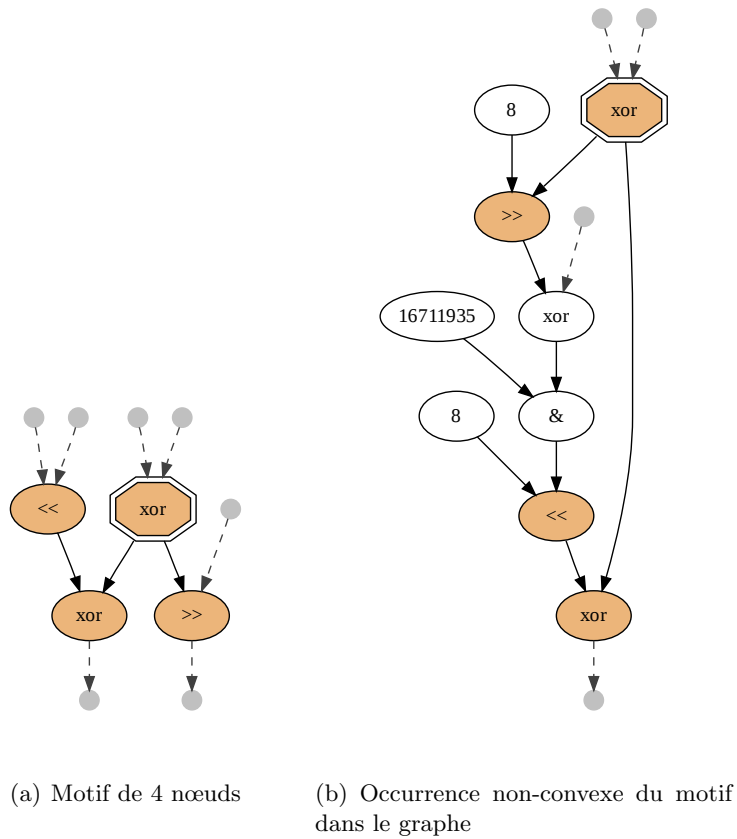 xor
8
>>
16711935
xor
8
&
<<
xor
>>
<<
xor
xor
(a) Motif de 4 nœuds
(b) Occurrence non-convexe du motif
dans le graphe